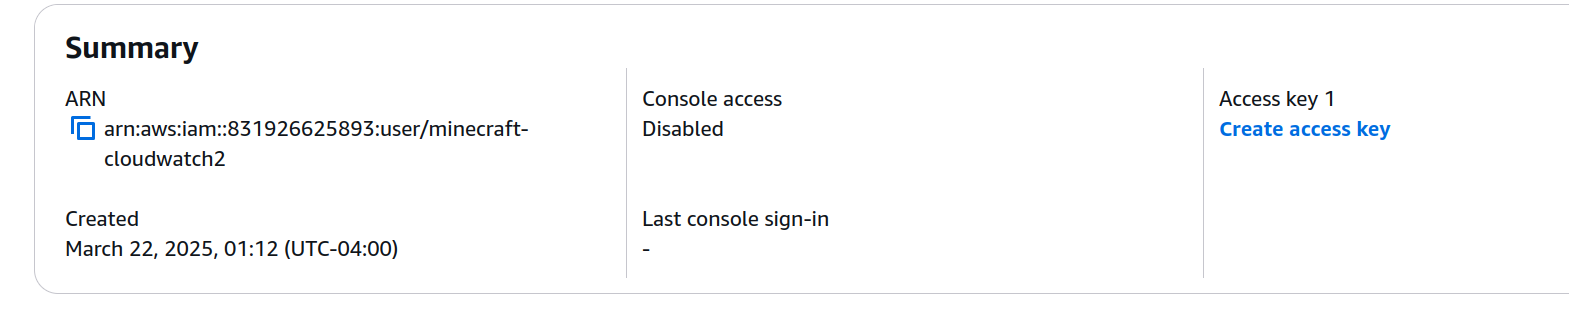 Summary
ARN
arn:aws:iam::831926625893:user/minecraft-
cloudwatch2
Created
March 22, 2025, 01:12 (UTC-04:00)
Console access
Disabled
Last console sign-in
-
Access key 1
Create access key